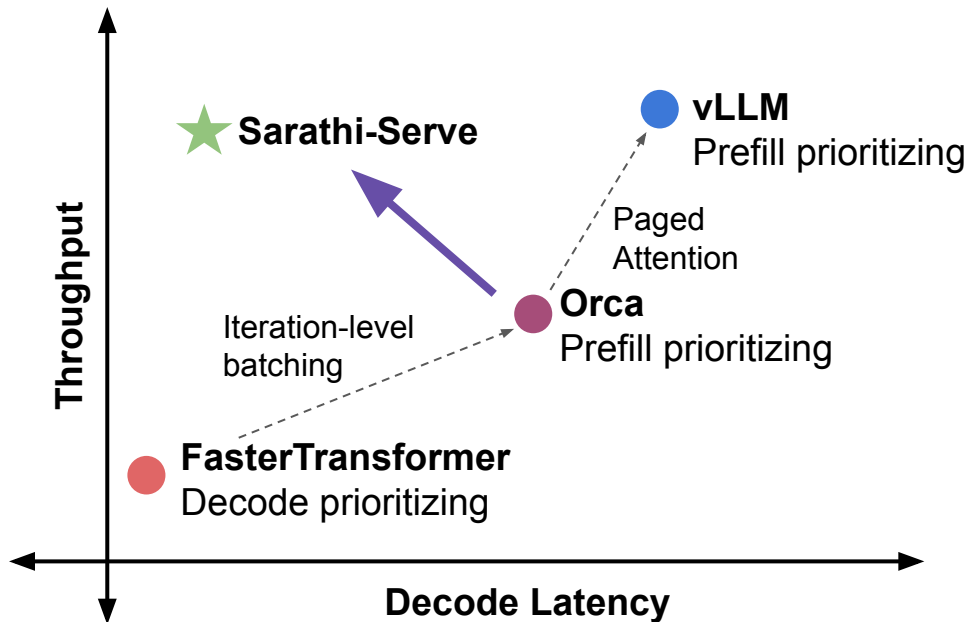 vLLM
Prefill prioritizing
Sarathi-Serve
Paged
Attention
Throughput
Orca
Prefill prioritizing
Iteration-level
batching
FasterTransformer
Decode prioritizing
Decode Latency